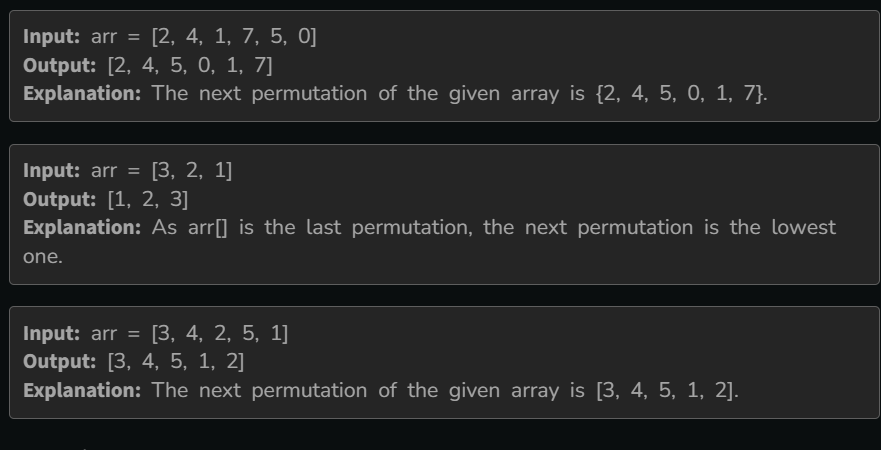 Input: arr = [2, 4, 1, 7, 5, 0]
Output: [2, 4, 5, 0, 1, 7]
Explanation: The next permutation of the given array is {2, 4, 5, 0, 1, 7}.
Input: arr = [3, 2, 1]
Output: [1, 2, 3]
Explanation: As arr[] is the last permutation, the next permutation is the lowest
one.
Input: arr = [3, 4, 2, 5, 1]
Output: [3, 4, 5, 1, 2]
Explanation: The next permutation of the given array is [3, 4, 5, 1, 2].